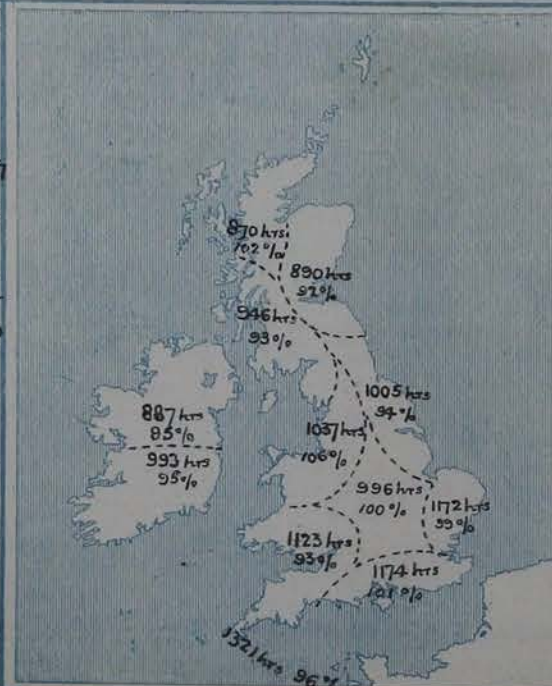 870 hrs.
102%
890 hrs
92%
946 hrs
93%
1005 hrs
94%
887 hrs
85%
993 hrs
95%
1037 hrs
106%
996 hrs
100%
1172 hrs
99%
1123 hrs
93%
1174 hrs
101%
1321 hrs 96%